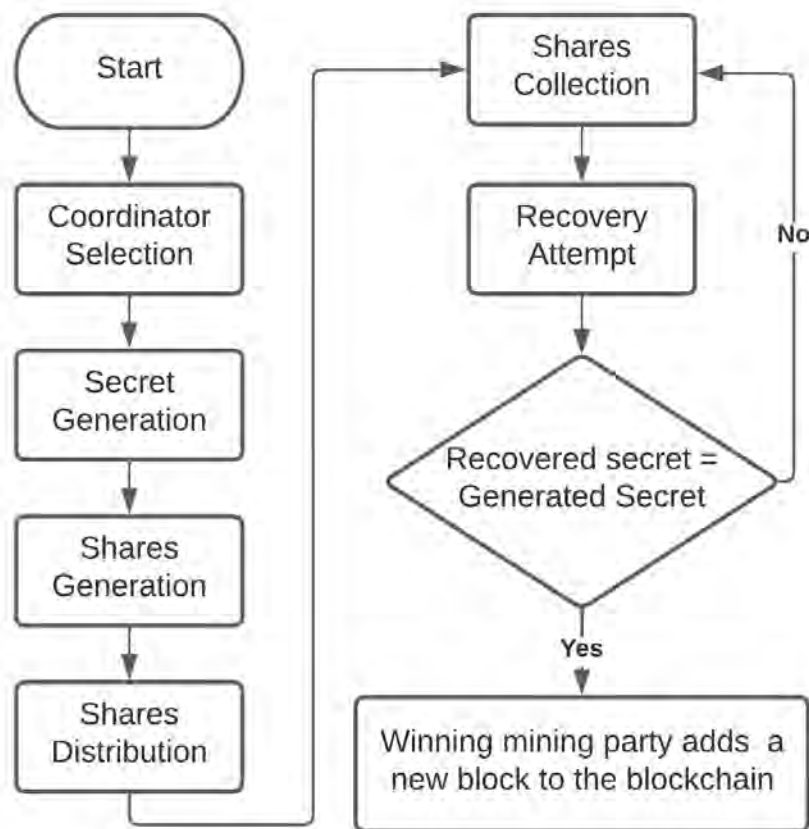 Start
Coordinator
Selection
Secret
Generation
Shares
Generation
Shares
Distribution
Shares
Collection
Recovery
Attempt
No
Recovered secret =
Generated Secret
Yes
Winning mining party adds a
new block to the blockchain